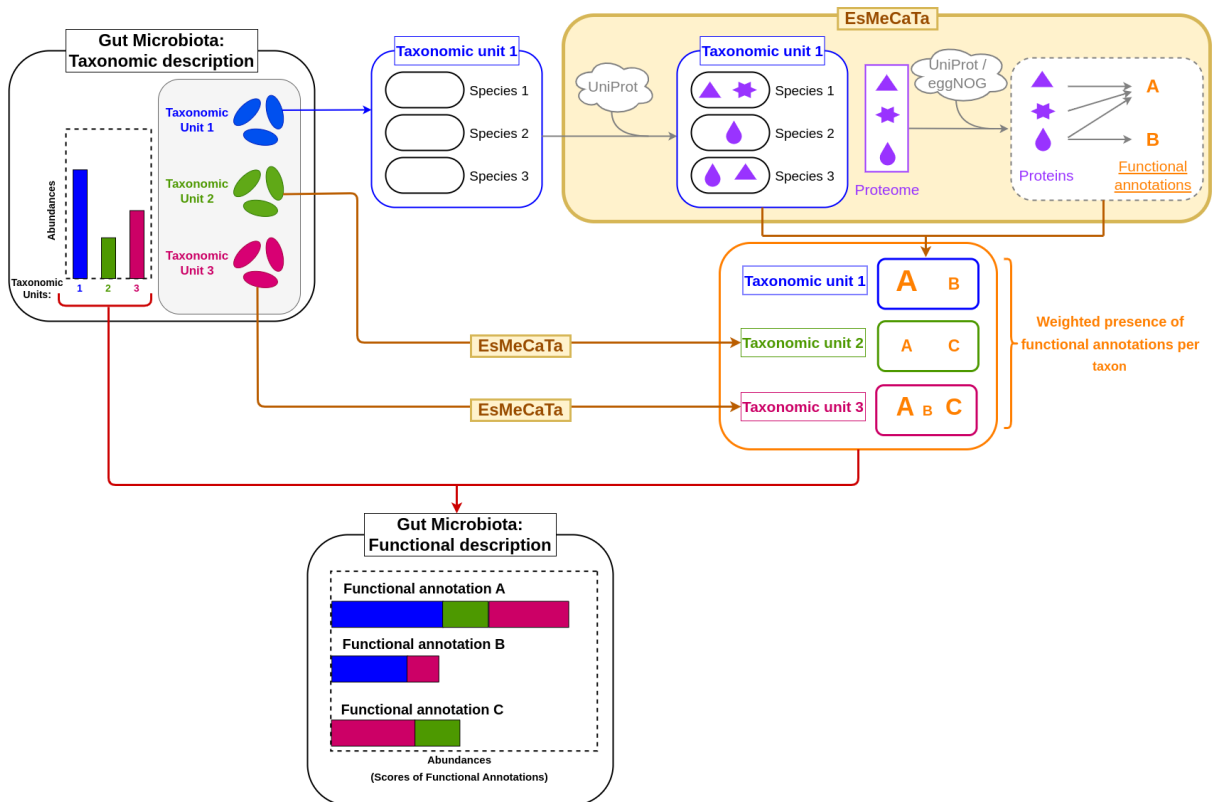 EsMeCaTa
Gut Microbiota:
Taxonomic description
Taxonomic
Unit 1
Taxonomic
Unit 2
Taxonomic
Unit 3
Abundances
Taxonomic
Units:
1 2 3
Taxonomic unit 1
Species 1
Species 2
Species 3
UniProt
Taxonomic unit 1
Species 1
Species 2
Species 3
Proteome
UniProt /
eggNOG
Proteins
A
B
Functional
annotations
Taxonomic unit 1
A B
EsMeCaTa
Taxonomic unit 2
A C
EsMeCaTa
Taxonomic unit 3
A B C
Weighted presence of
functional annotations per
taxon
Gut Microbiota:
Functional description
Functional annotation A
Functional annotation B
Functional annotation C
Abundances
(Scores of Functional Annotations)